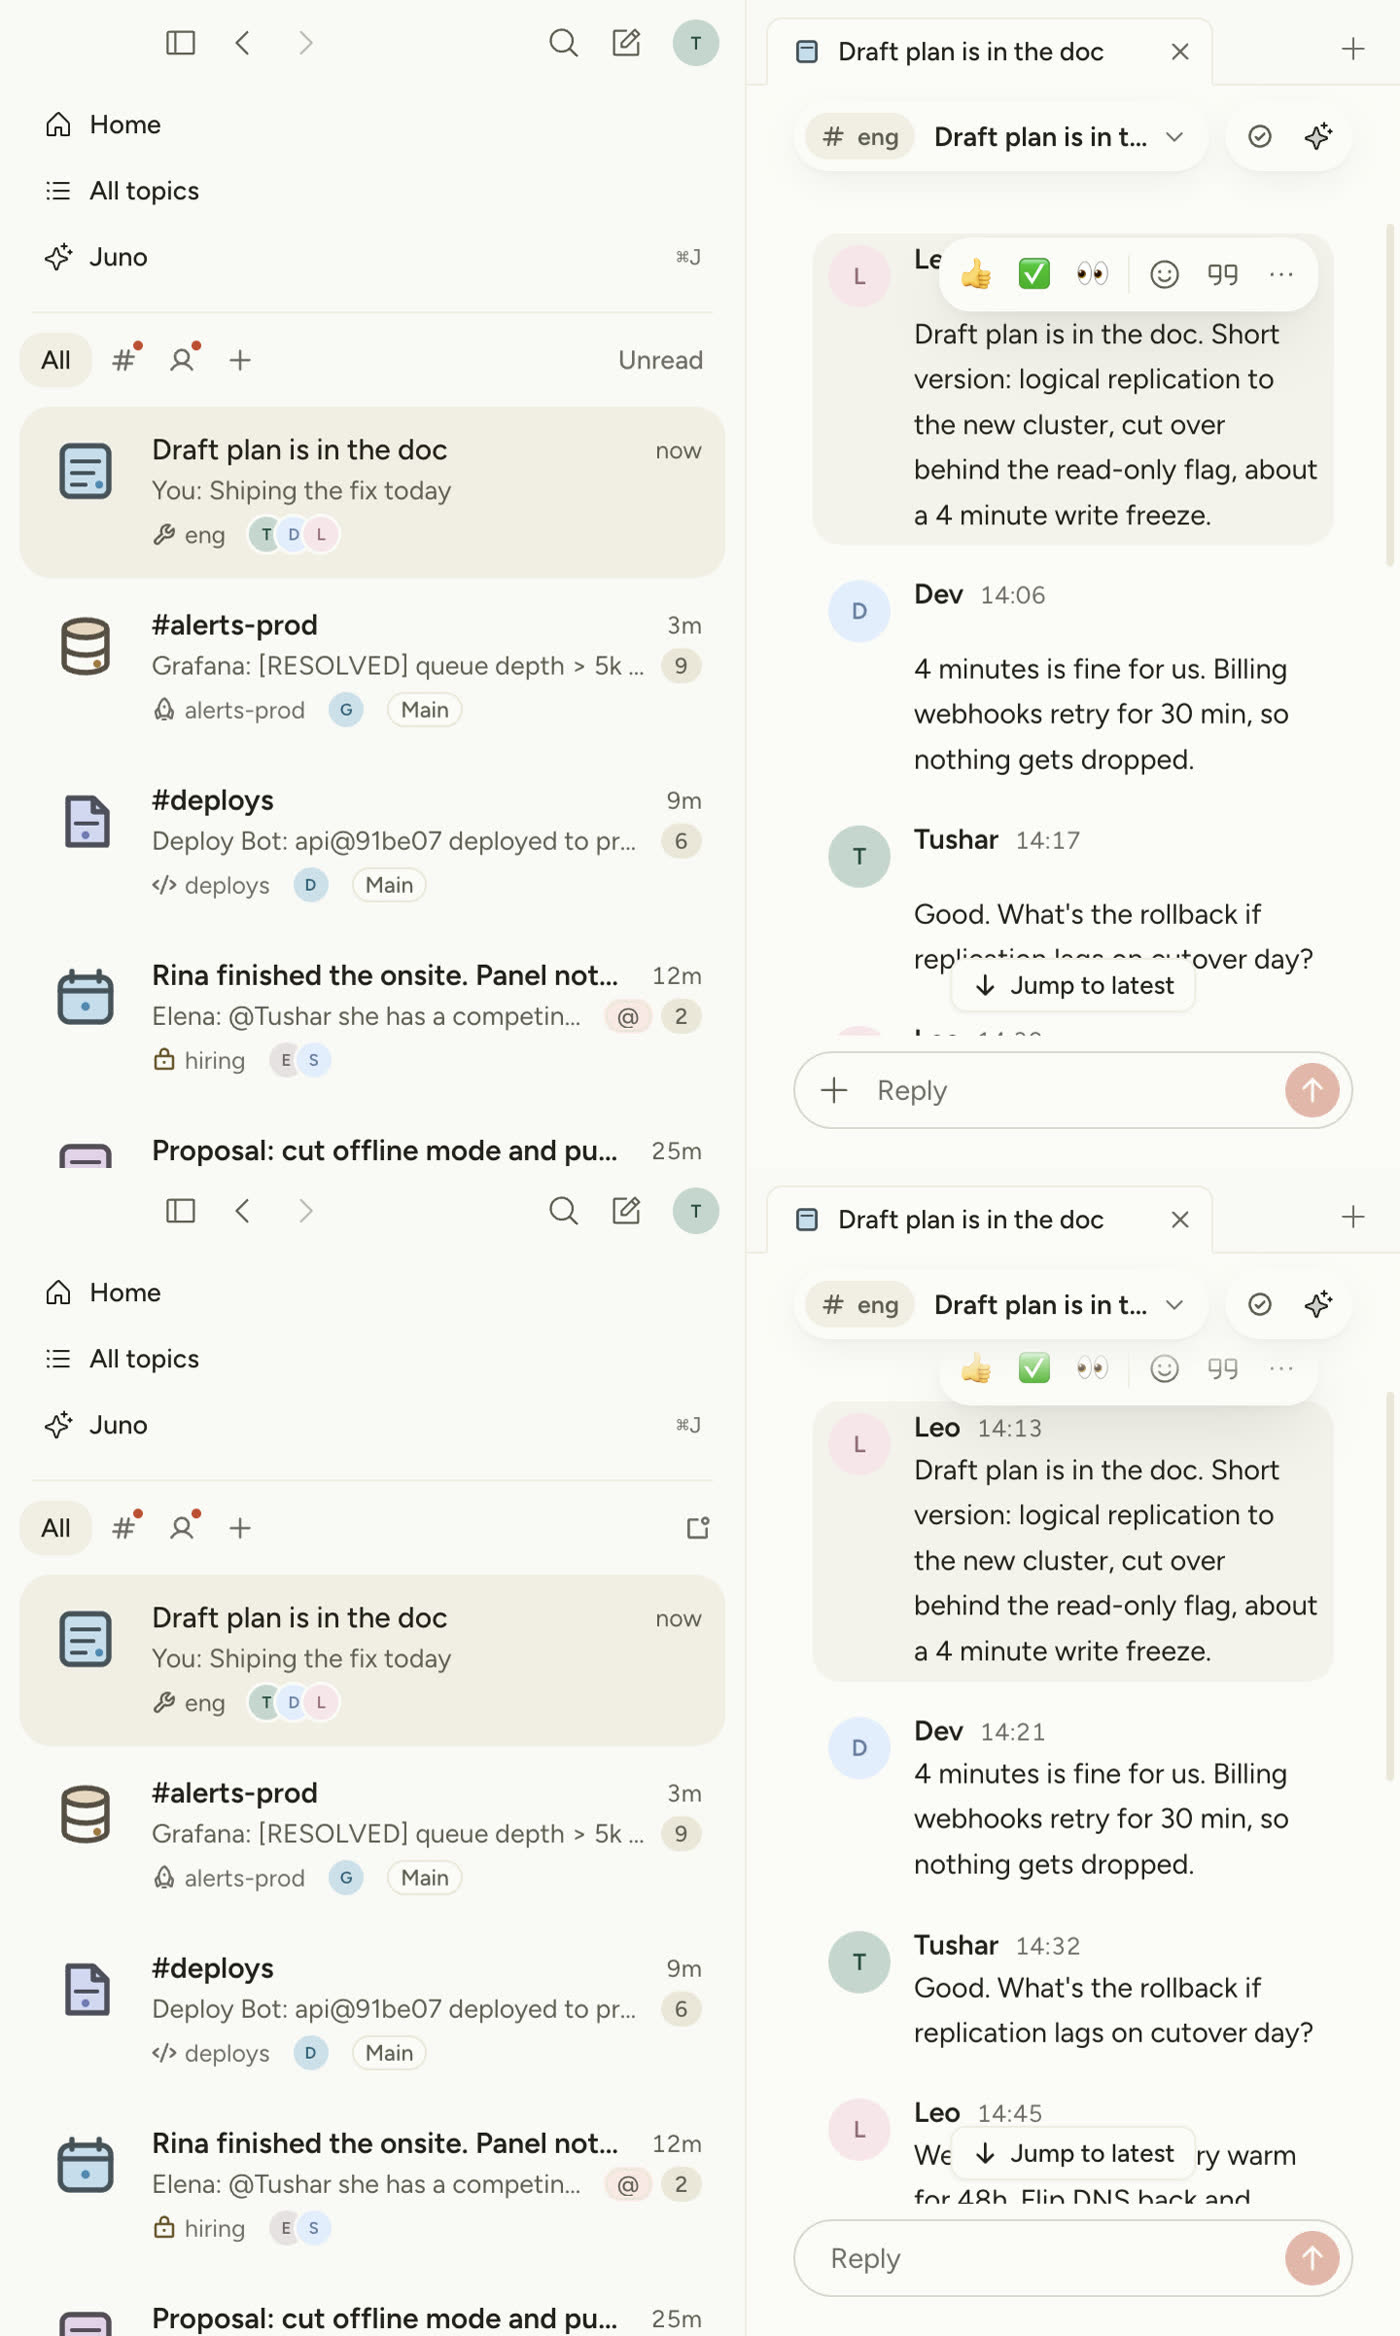 T
Home
All topics
Juno
⌘J
All
Unread
Draft plan is in the doc
now
You: Shiping the fix today
eng
T
D
L
#alerts-prod
3m
Grafana: [RESOLVED] queue depth > 5k ...
9
alerts-prod
G
Main
#deploys
9m
Deploy Bot: api@91be07 deployed to pr...
6
deploys
D
Main
Rina finished the onsite. Panel not...
12m
Elena: @Tushar she has a competin...
@
2
hiring
E
S
Proposal: cut offline mode and pu...
25m
Draft plan is in the doc
# eng
Draft plan is in t...
L
Draft plan is in the doc. Short
version: logical replication to
the new cluster, cut over
behind the read-only flag, about
a 4 minute write freeze.
D
Dev 14:06
4 minutes is fine for us. Billing
webhooks retry for 30 min, so
nothing gets dropped.
T
Tushar 14:17
Good. What's the rollback if
replication lags on cutover day?
Jump to latest
Reply
T
Home
All topics
Juno
⌘J
All
Draft plan is in the doc
now
You: Shiping the fix today
eng
T
D
L
#alerts-prod
3m
Grafana: [RESOLVED] queue depth > 5k ...
9
alerts-prod
G
Main
#deploys
9m
Deploy Bot: api@91be07 deployed to pr...
6
deploys
D
Main
Rina finished the onsite. Panel not...
12m
Elena: @Tushar she has a competin...
@
2
hiring
E
S
Proposal: cut offline mode and pu...
25m
Draft plan is in the doc
# eng
Draft plan is in t...
L
Leo 14:13
Draft plan is in the doc. Short
version: logical replication to
the new cluster, cut over
behind the read-only flag, about
a 4 minute write freeze.
D
Dev 14:21
4 minutes is fine for us. Billing
webhooks retry for 30 min, so
nothing gets dropped.
T
Tushar 14:32
Good. What's the rollback if
replication lags on cutover day?
L
Leo 14:45
warm
for 48h. Flip DNS back and
Jump to latest
Reply